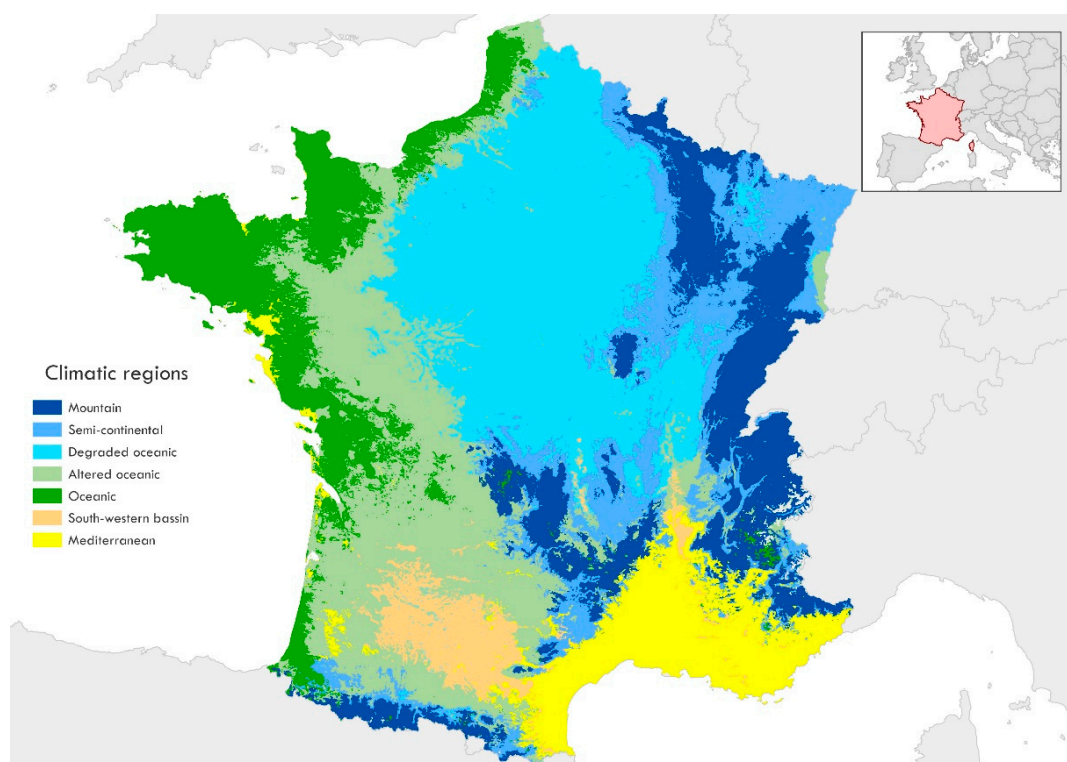 Climatic regions
Mountain
Semi-continental
Degraded oceanic
Altered oceanic
Oceanic
South-western bassin
Mediterranean